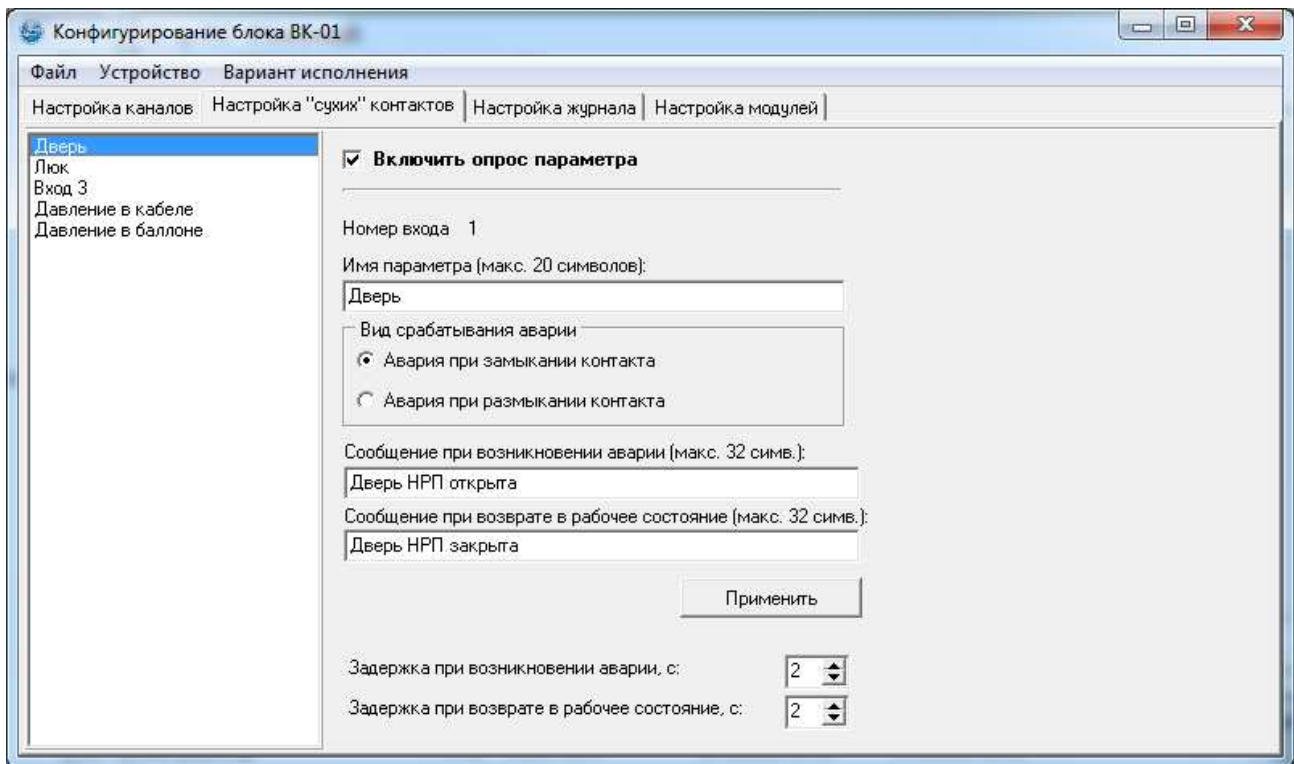 Конфигурирование блока ВК-01
Файл Устройство Вариант исполнения
Настройка каналов Настройка "сухих" контактов Настройка журнала Настройка модулей
Дверь
Люк
Вход 3
Давление в кабеле
Давление в баллоне
Включить опрос параметра
Номер входа 1
Имя параметра (макс. 20 символов):
Дверь
Вид срабатывания аварии
Авария при замыкании контакта
Авария при размыкании контакта
Сообщение при возникновении аварии (макс. 32 симв.):
Дверь НРП открыта
Сообщение при возврате в рабочее состояние (макс. 32 симв.):
Дверь НРП закрыта
Применить
Задержка при возникновении аварии, с: 2
Задержка при возврате в рабочее состояние, с: 2